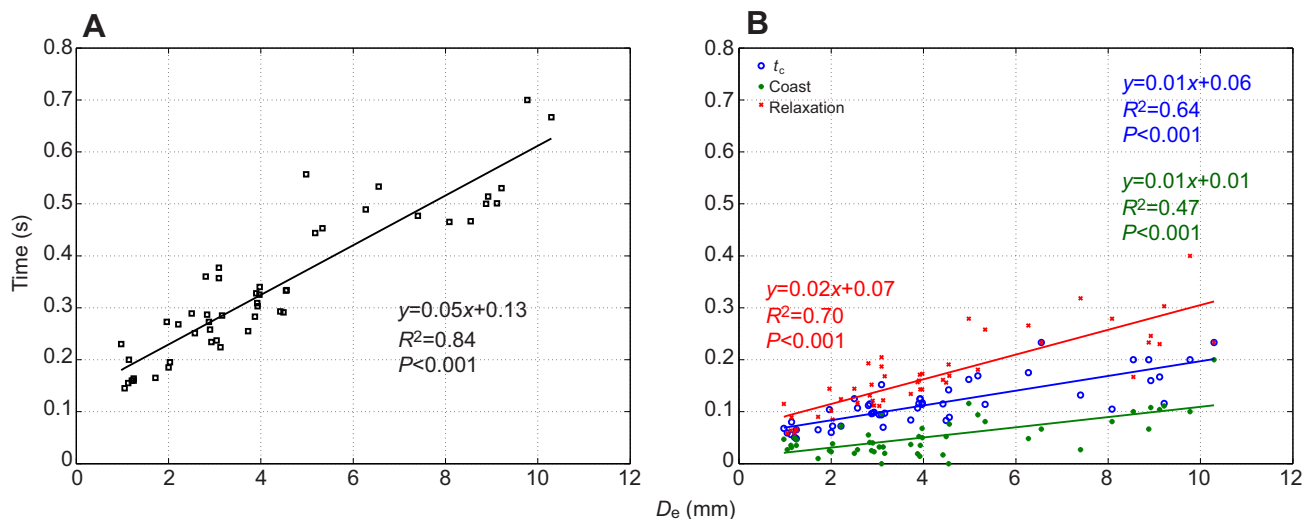 A
B
0.8
0.7
0.6
0.5
0.4
0.3
0.2
0.1
0
Time (s)
y=0.05x+0.13
R²=0.84
P<0.001
0 2 4 6 8 10 12
0.8
0.7
0.6
0.5
0.4
0.3
0.2
0.1
0
tc
Coast
Relaxation
y=0.01x+0.06
R²=0.64
P<0.001
y=0.01x+0.01
R²=0.47
P<0.001
y=0.02x+0.07
R²=0.70
P<0.001
0 2 4 6 8 10 12
De (mm)